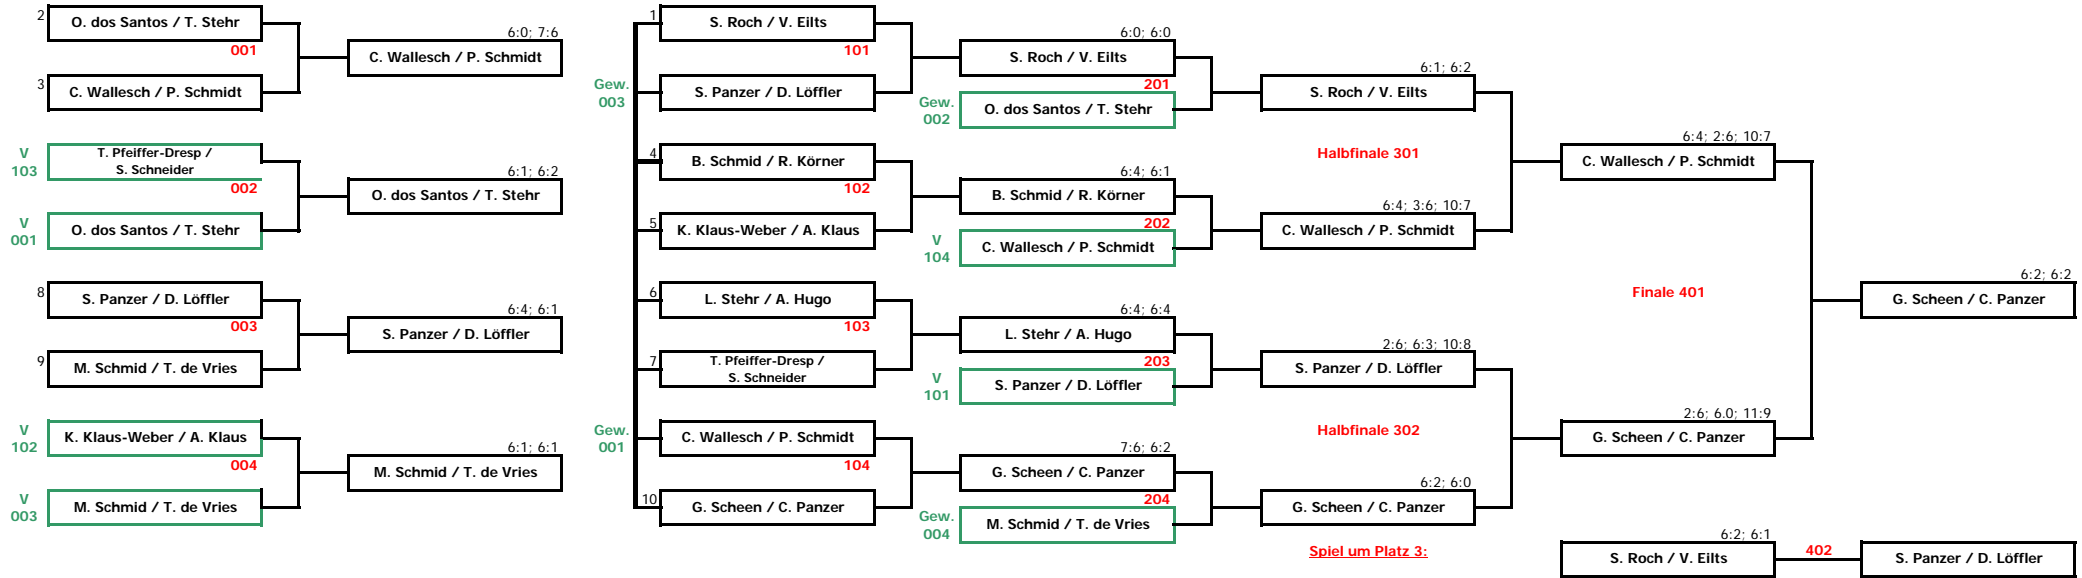 2
O. dos Santos / T. Stehr
001
3
C. Wallesch / P. Schmidt
6:0; 7:6
C. Wallesch / P. Schmidt
V
103
T. Pfeiffer-Dresp /
S. Schneider
002
V
001
O. dos Santos / T. Stehr
6:1; 6:2
O. dos Santos / T. Stehr
8
S. Panzer / D. Löffler
003
9
M. Schmid / T. de Vries
6:4; 6:1
S. Panzer / D. Löffler
V
102
K. Klaus-Weber / A. Klaus
004
V
003
M. Schmid / T. de Vries
6:1; 6:1
M. Schmid / T. de Vries
1
S. Roch / V. Eilts
101
Gew.
003
S. Panzer / D. Löffler
4
B. Schmid / R. Körner
102
5
K. Klaus-Weber / A. Klaus
6
L. Stehr / A. Hugo
103
7
T. Pfeiffer-Dresp /
S. Schneider
Gew.
001
C. Wallesch / P. Schmidt
104
10
G. Scheen / C. Panzer
6:0; 6:0
S. Roch / V. Eilts
201
Gew.
002
O. dos Santos / T. Stehr
6:4; 6:1
B. Schmid / R. Körner
202
V
104
C. Wallesch / P. Schmidt
6:4; 6:4
L. Stehr / A. Hugo
203
V
101
S. Panzer / D. Löffler
7:6; 6:2
G. Scheen / C. Panzer
204
Gew.
004
M. Schmid / T. de Vries
6:1; 6:2
S. Roch / V. Eilts
Halbfinale 301
6:4; 3:6; 10:7
C. Wallesch / P. Schmidt
2:6; 6:3; 10:8
S. Panzer / D. Löffler
Halbfinale 302
6:2; 6:0
G. Scheen / C. Panzer
6:4; 2:6; 10:7
C. Wallesch / P. Schmidt
Finale 401
2:6; 6.0; 11:9
G. Scheen / C. Panzer
6:2; 6:2
G. Scheen / C. Panzer
Spiel um Platz 3:
6:2; 6:1
S. Roch / V. Eilts
402
S. Panzer / D. Löffler